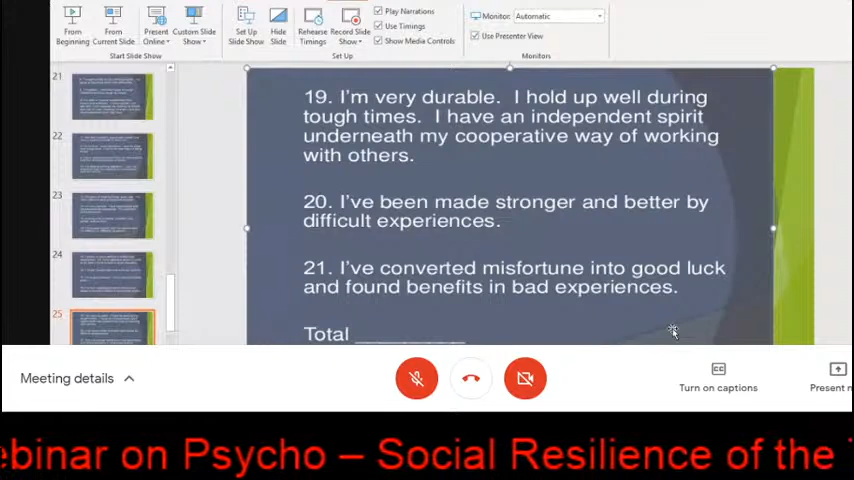 Play Narrations
Monitor: Automatic
From Beginning
From Current Slide
Present Online
Custom Slide Show
Set Up Slide Show
Hide Slide
Rehearse Timings
Record Slide Show
Use Timings
Use Presenter View
Show Media Controls
Start Slide Show
Set Up
Monitors
21
22
23
24
25
19. I'm very durable. I hold up well during
tough times. I have an independent spirit
underneath my cooperative way of working
with others.
20. I've been made stronger and better by
difficult experiences.
21. I've converted misfortune into good luck
and found benefits in bad experiences.
Total __________
Meeting details
CC
Turn on captions
Present n
ebinar on Psycho – Social Resilience of the